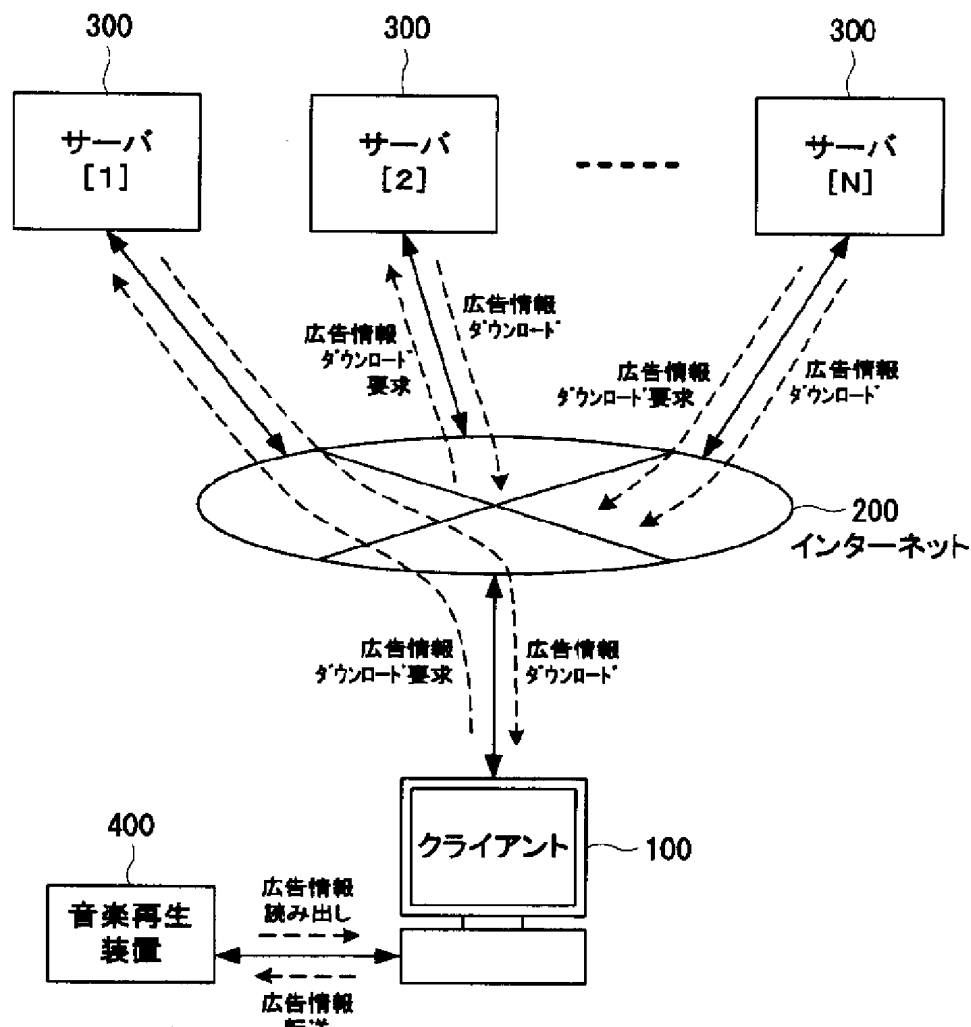 300
300
300
サーバ
[1]
サーバ
[2]
サーバ
[N]
広告情報
ダウンロード
広告情報
ダウンロード
要求
広告情報
ダウンロード要求
広告情報
ダウンロード
200
インターネット
広告情報
ダウンロード要求
広告情報
ダウンロード
クライアント
100
400
音楽再生
装置
広告情報
読み出し
広告情報